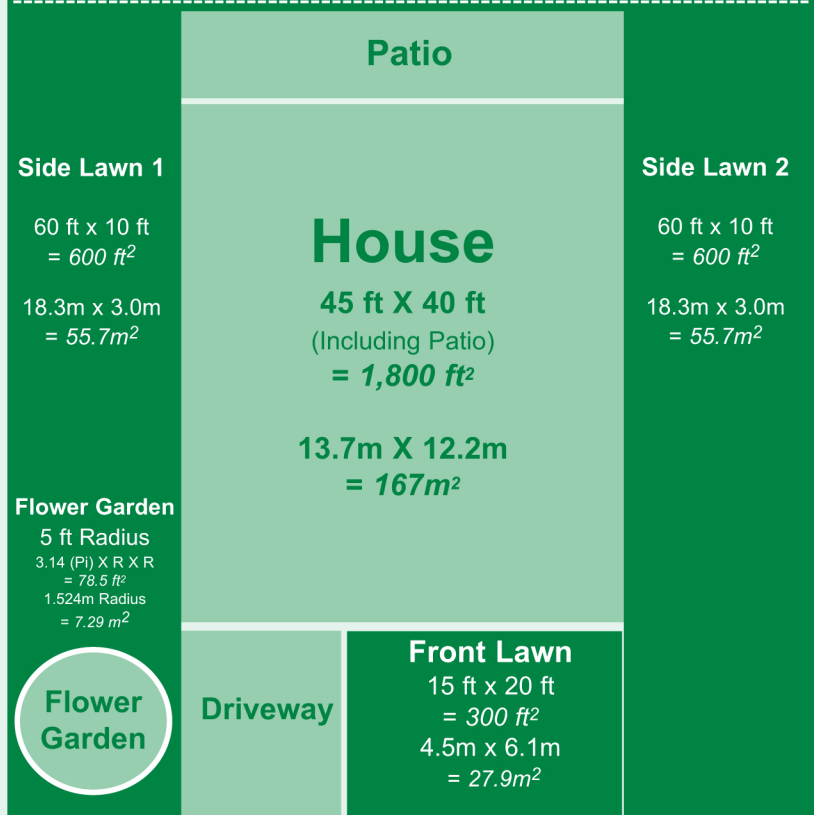 Patio
Side Lawn 1
60 ft x 10 ft
= 600 ft²
18.3m x 3.0m
= 55.7m²
House
45 ft X 40 ft
(Including Patio)
= 1,800 ft²
13.7m X 12.2m
= 167m²
Side Lawn 2
60 ft x 10 ft
= 600 ft²
18.3m x 3.0m
= 55.7m²
Flower Garden
5 ft Radius
3.14 (Pi) X R X R
= 78.5 ft²
1.524m Radius
= 7.29 m²
Flower
Garden
Driveway
Front Lawn
15 ft x 20 ft
= 300 ft²
4.5m x 6.1m
= 27.9m²